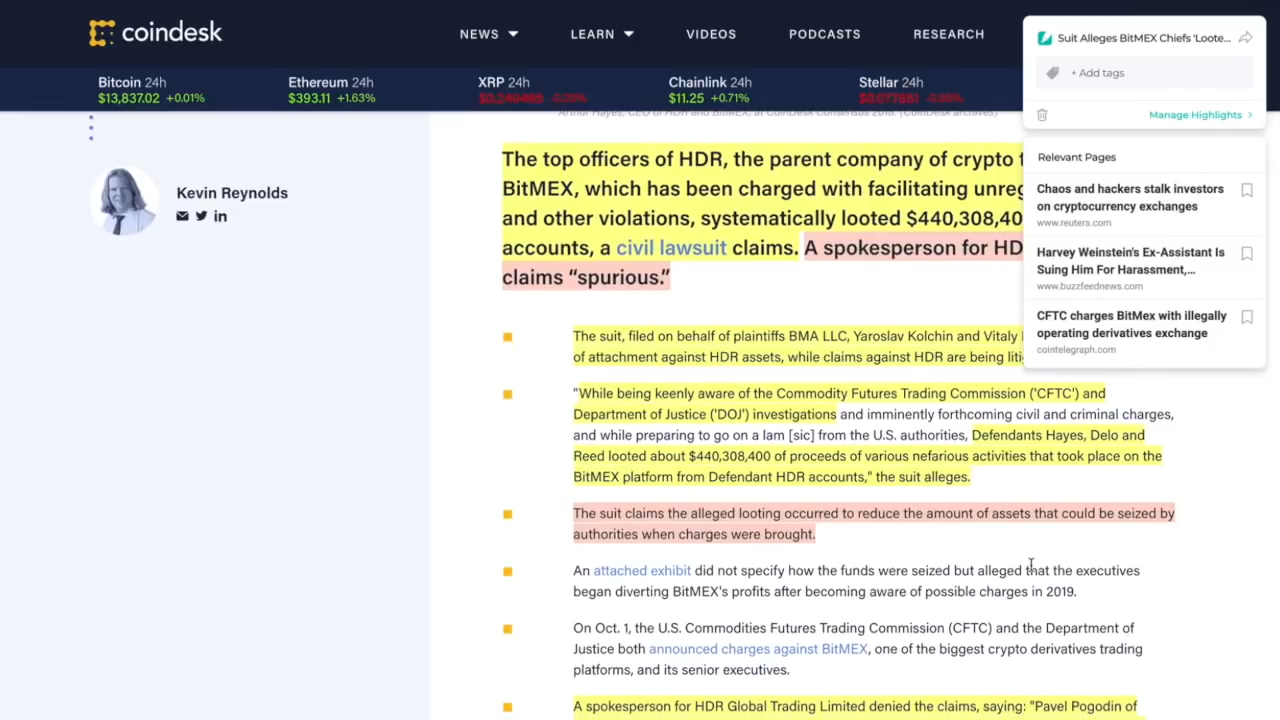 coindesk
NEWS
LEARN
VIDEOS
PODCASTS
RESEARCH
Bitcoin 24h
$13,837.02 +0.01%
Ethereum 24h
$393.11 +1.63%
XRP 24h
Chainlink 24h
$11.25 +0.71%
Stellar 24h
Arthur Hayes, CEO of HDR and BitMEX, at CoinDesk Consensus 2018. (CoinDesk archives)
Kevin Reynolds
The top officers of HDR, the parent company of crypto
BitMEX, which has been charged with facilitating
and other violations, systematically looted $440,308,40
accounts, a civil lawsuit claims. A spokesperson for HD
claims “spurious.”
The suit, filed on behalf of plaintiffs BMA LLC, Yaroslav Kolchin and Vitaly
of attachment against HDR assets, while claims against HDR are being
"While being keenly aware of the Commodity Futures Trading Commission ('CFTC') and
Department of Justice ('DOJ') investigations and imminently forthcoming civil and criminal charges,
and while preparing to go on a lam [sic] from the U.S. authorities, Defendants Hayes, Delo and
Reed looted about $440,308,400 of proceeds of various nefarious activities that took place on the
BitMEX platform from Defendant HDR accounts," the suit alleges.
The suit claims the alleged looting occurred to reduce the amount of assets that could be seized by
authorities when charges were brought.
An attached exhibit did not specify how the funds were seized but alleged that the executives
began diverting BitMEX's profits after becoming aware of possible charges in 2019.
On Oct. 1, the U.S. Commodities Futures Trading Commission (CFTC) and the Department of
Justice both announced charges against BitMEX, one of the biggest crypto derivatives trading
platforms, and its senior executives.
A spokesperson for HDR Global Trading Limited denied the claims, saying: "Pavel Pogodin of
Suit Alleges BitMEX Chiefs 'Loote...
+ Add tags
Manage Highlights >
Relevant Pages
Chaos and hackers stalk investors
on cryptocurrency exchanges
www.reuters.com
Harvey Weinstein's Ex-Assistant Is
Suing Him For Harassment,...
www.buzzfeednews.com
CFTC charges BitMex with illegally
operating derivatives exchange
cointelegraph.com